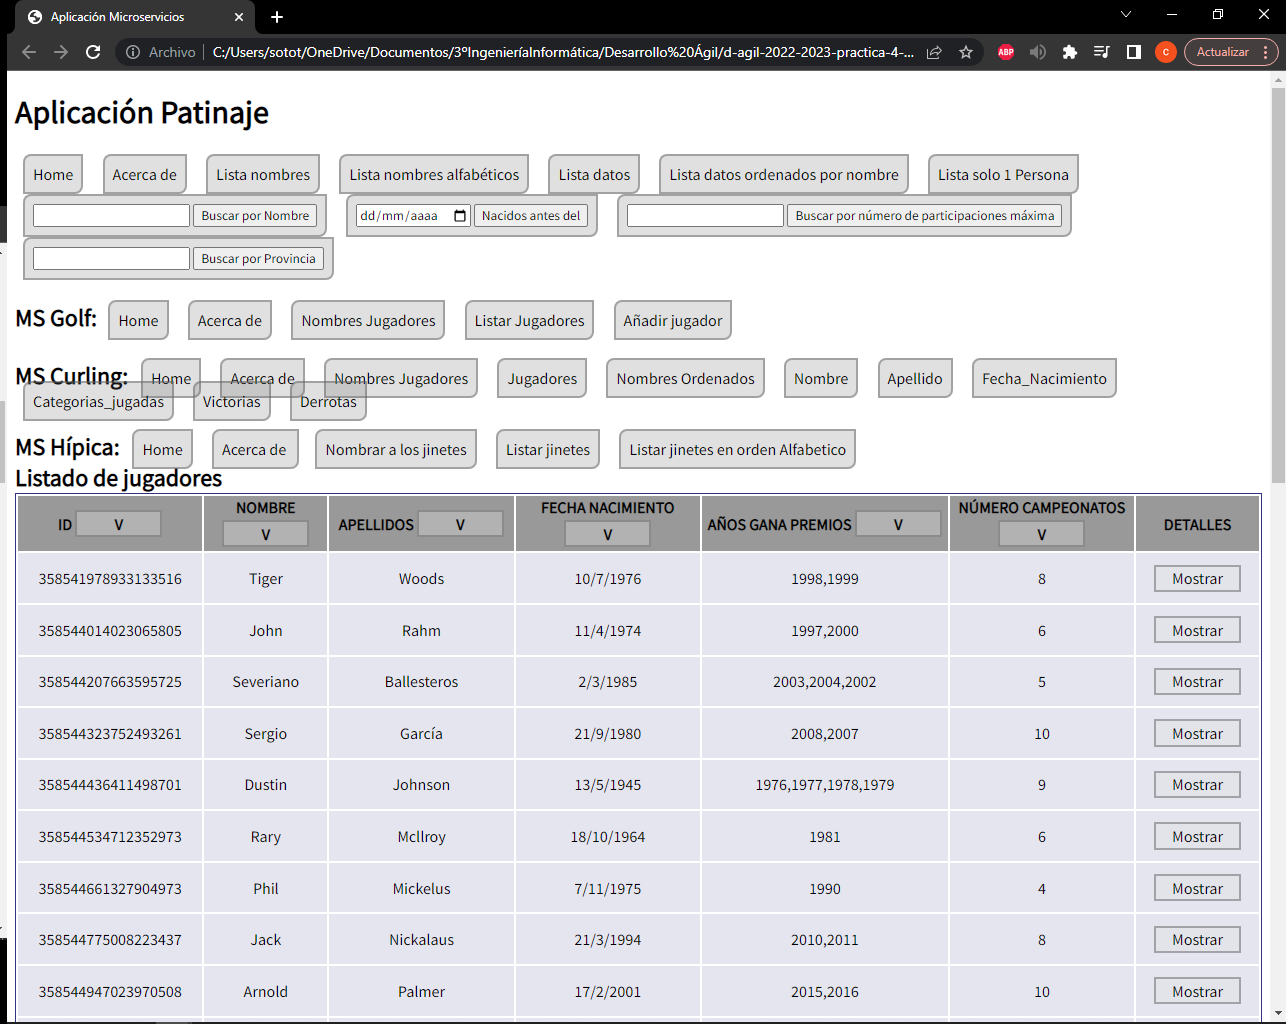 Aplicación Microservicios
Archivo C:/Users/sotot/OneDrive/Documentos/3ºIngenieríaInformática/Desarrollo%20Ágil/d-agil-2022-2023-practica-4-... ABP C Actualizar
Aplicación Patinaje
Home Acerca de Lista nombres Lista nombres alfabéticos Lista datos Lista datos ordenados por nombre Lista solo 1 Persona
Buscar por Nombre dd/mm/aaaa Nacidos antes del Buscar por número de participaciones máxima
Buscar por Provincia
MS Golf: Home Acerca de Nombres Jugadores Listar Jugadores Añadir jugador
MS Curling: Home Acerca de Nombres Jugadores Jugadores Nombres Ordenados Nombre Apellido Fecha_Nacimiento
Categorias_jugadas Victorias Derrotas
MS Hípica: Home Acerca de Nombrar a los jinetes Listar jinetes Listar jinetes en orden Alfabetico
Listado de jugadores
ID V NOMBRE V APELLIDOS V FECHA NACIMIENTO V AÑOS GANA PREMIOS V NÚMERO CAMPEONATOS V DETALLES
358541978933133516 Tiger Woods 10/7/1976 1998,1999 8 Mostrar
358544014023065805 John Rahm 11/4/1974 1997,2000 6 Mostrar
358544207663595725 Severiano Ballesteros 2/3/1985 2003,2004,2002 5 Mostrar
358544323752493261 Sergio García 21/9/1980 2008,2007 10 Mostrar
358544436411498701 Dustin Johnson 13/5/1945 1976,1977,1978,1979 9 Mostrar
358544534712352973 Rary Mcllroy 18/10/1964 1981 6 Mostrar
358544661327904973 Phil Mickelus 7/11/1975 1990 4 Mostrar
358544775008223437 Jack Nickalaus 21/3/1994 2010,2011 8 Mostrar
358544947023970508 Arnold Palmer 17/2/2001 2015,2016 10 Mostrar